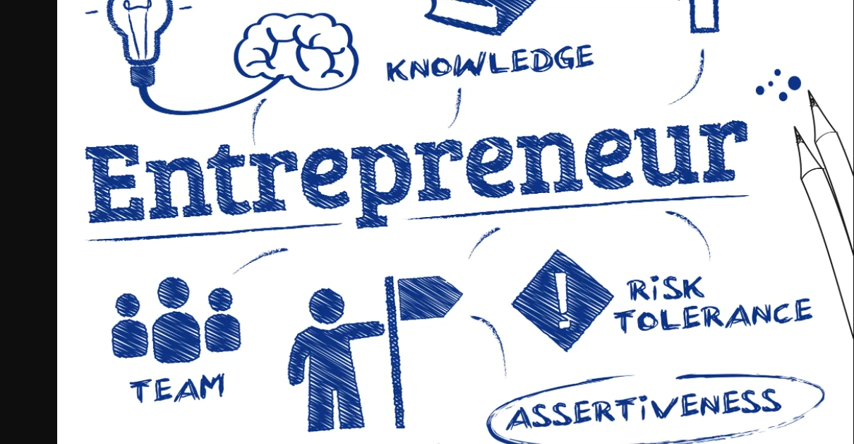 KNOWLEDGE
Entrepreneur
RiSK
TOLERANCE
TEAM
ASSERTiVENESS